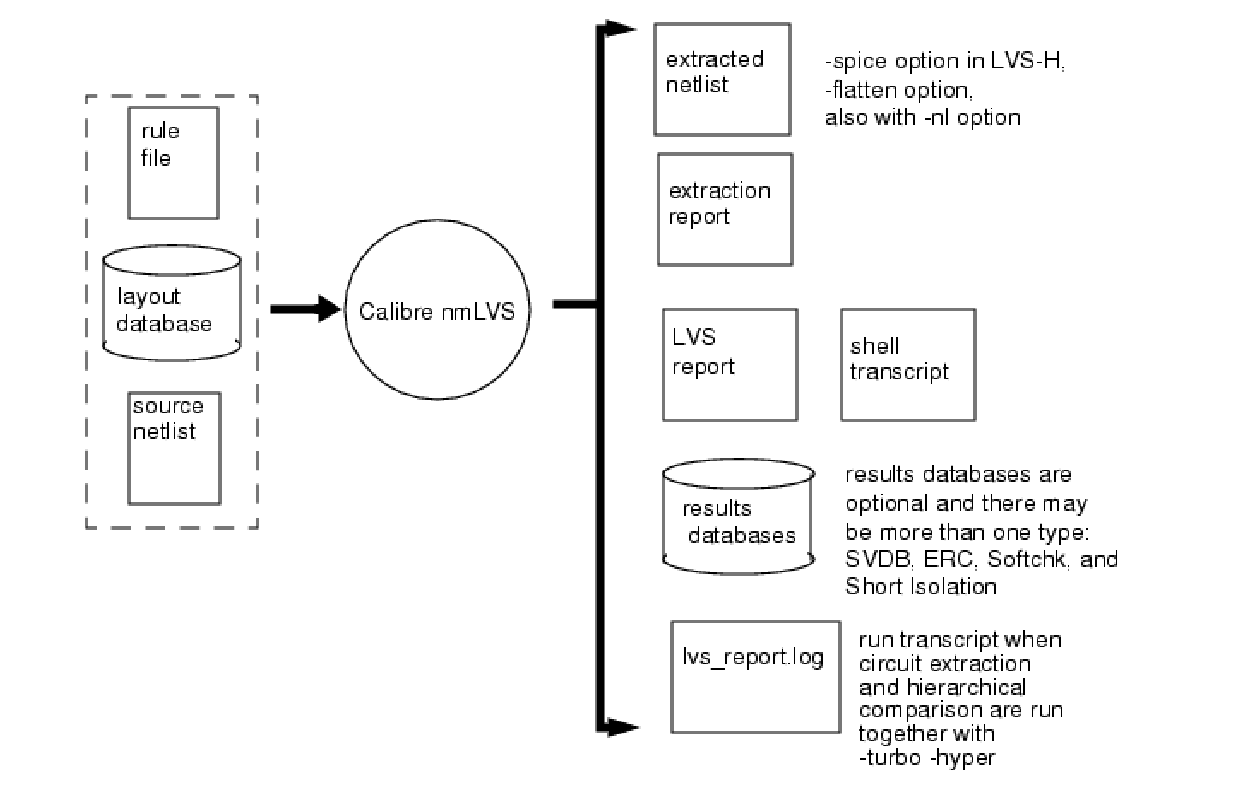 rule
file
layout
database
source
netlist
Calibre nmLVS
extracted
netlist
-spice option in LVS-H,
-flatten option,
also with -nl option
extraction
report
LVS
report
shell
transcript
results
databases
results databases are
optional and there may
be more than one type:
SVDB, ERC, Softchk, and
Short Isolation
lvs_report.log
run transcript when
circuit extraction
and hierarchical
comparison are run
together with
-turbo -hyper